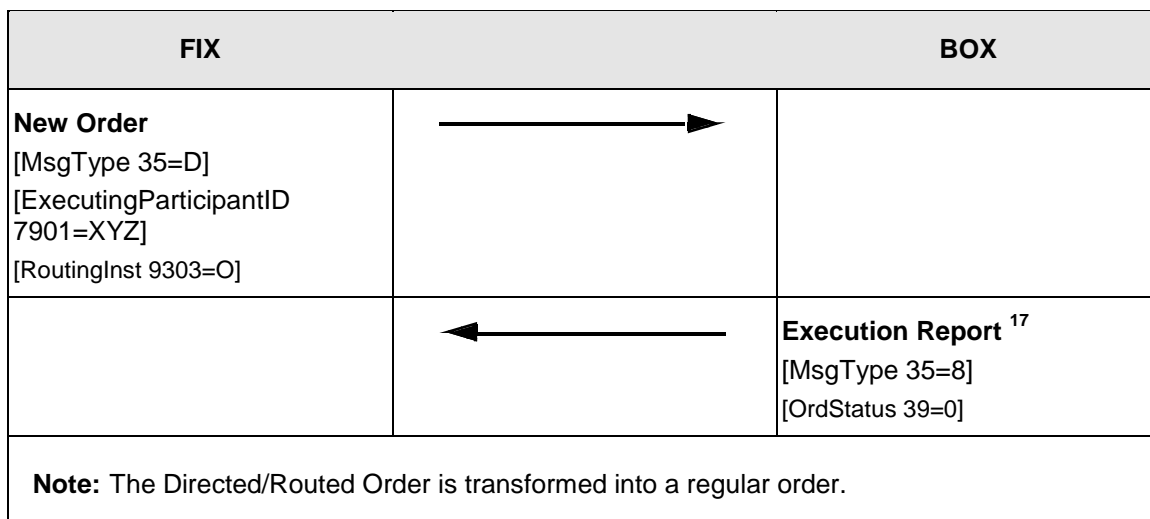 FIX
BOX
New Order
[MsgType 35=D]
[ExecutingParticipantID
7901=XYZ]
[RoutingInst 9303=O]
Execution Report 17
[MsgType 35=8]
[OrdStatus 39=0]
Note: The Directed/Routed Order is transformed into a regular order.